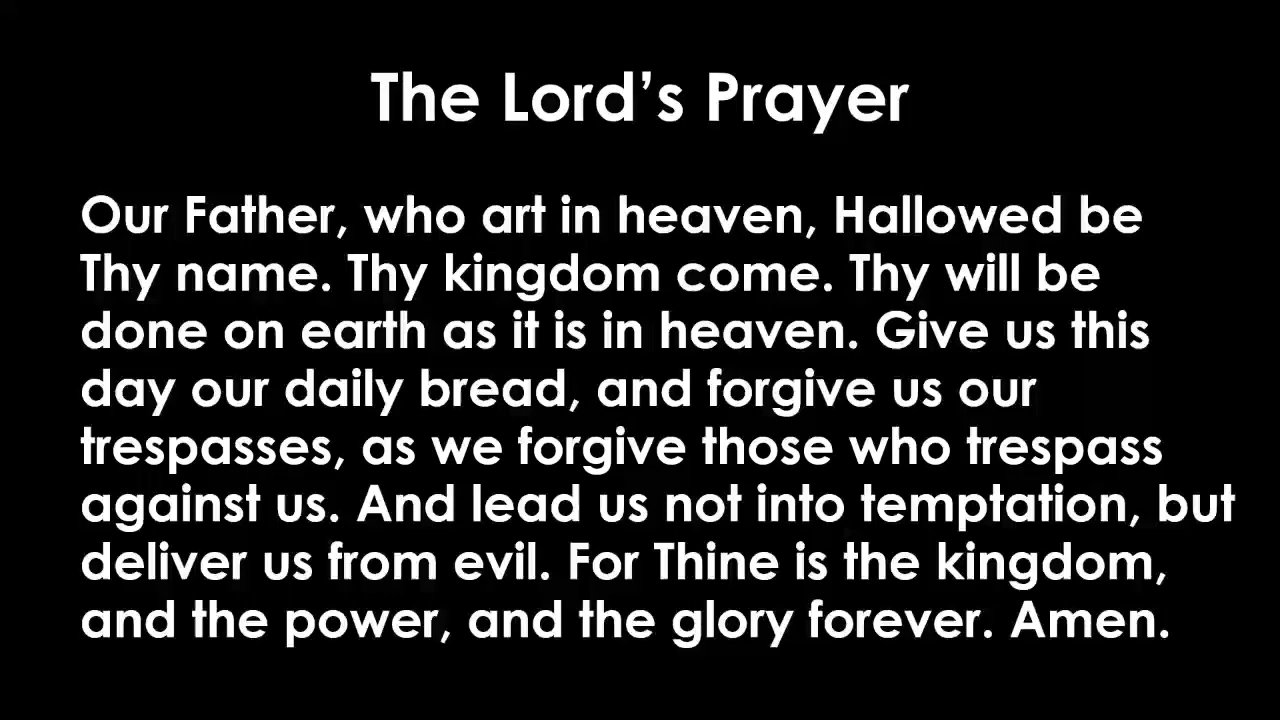 The Lord’s Prayer
Our Father, who art in heaven, Hallowed be
Thy name. Thy kingdom come. Thy will be
done on earth as it is in heaven. Give us this
day our daily bread, and forgive us our
trespasses, as we forgive those who trespass
against us. And lead us not into temptation, but
deliver us from evil. For Thine is the kingdom,
and the power, and the glory forever. Amen.